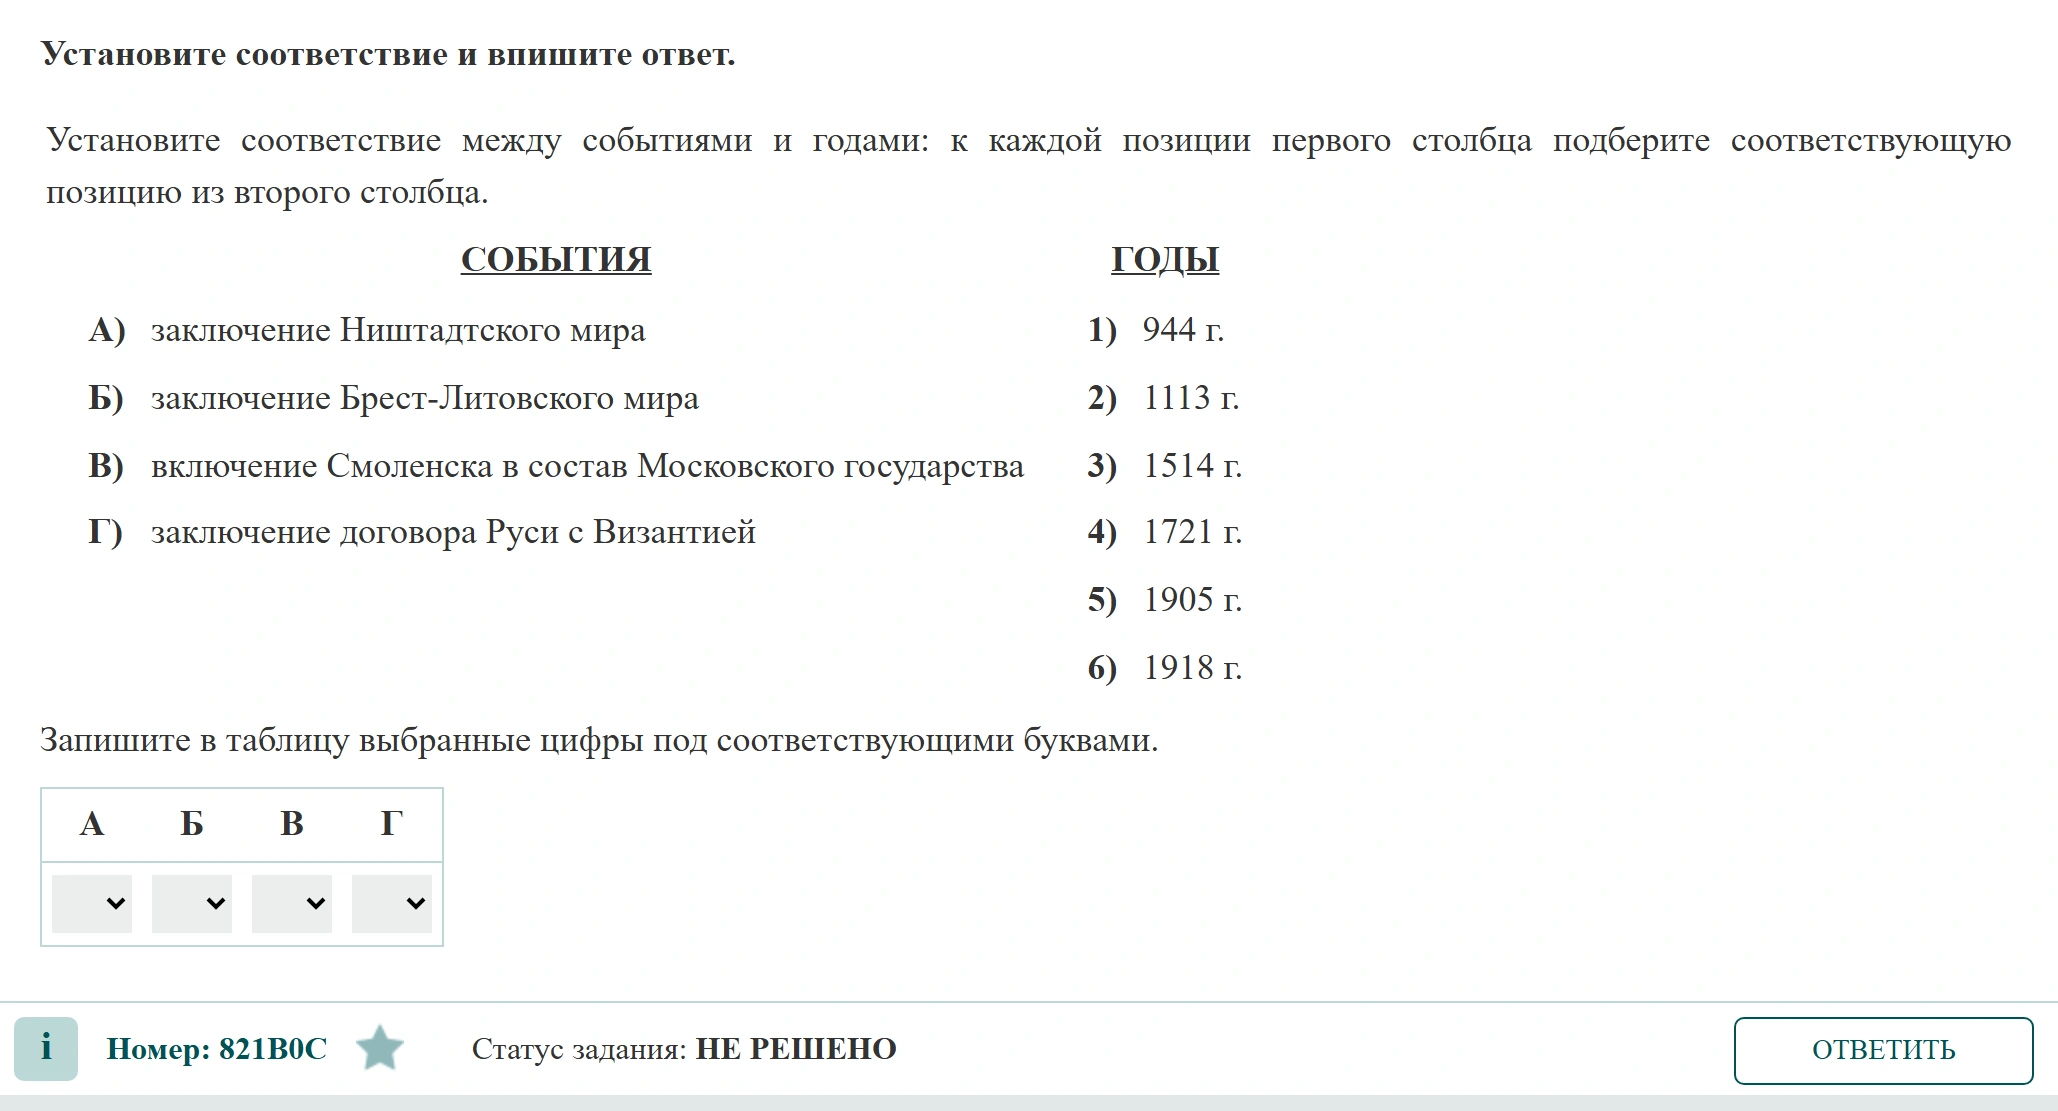 Установите соответствие и впишите ответ.
Установите соответствие между событиями и годами: к каждой позиции первого столбца подберите соответствующую
позицию из второго столбца.
СОБЫТИЯ ГОДЫ
А) заключение Ништадтского мира 1) 944 г.
Б) заключение Брест-Литовского мира 2) 1113 г.
В) включение Смоленска в состав Московского государства 3) 1514 г.
Г) заключение договора Руси с Византией 4) 1721 г.
5) 1905 г.
6) 1918 г.
Запишите в таблицу выбранные цифры под соответствующими буквами.
А Б В Г
i Номер: 821B0C Статус задания: НЕ РЕШЕНО ОТВЕТИТЬ